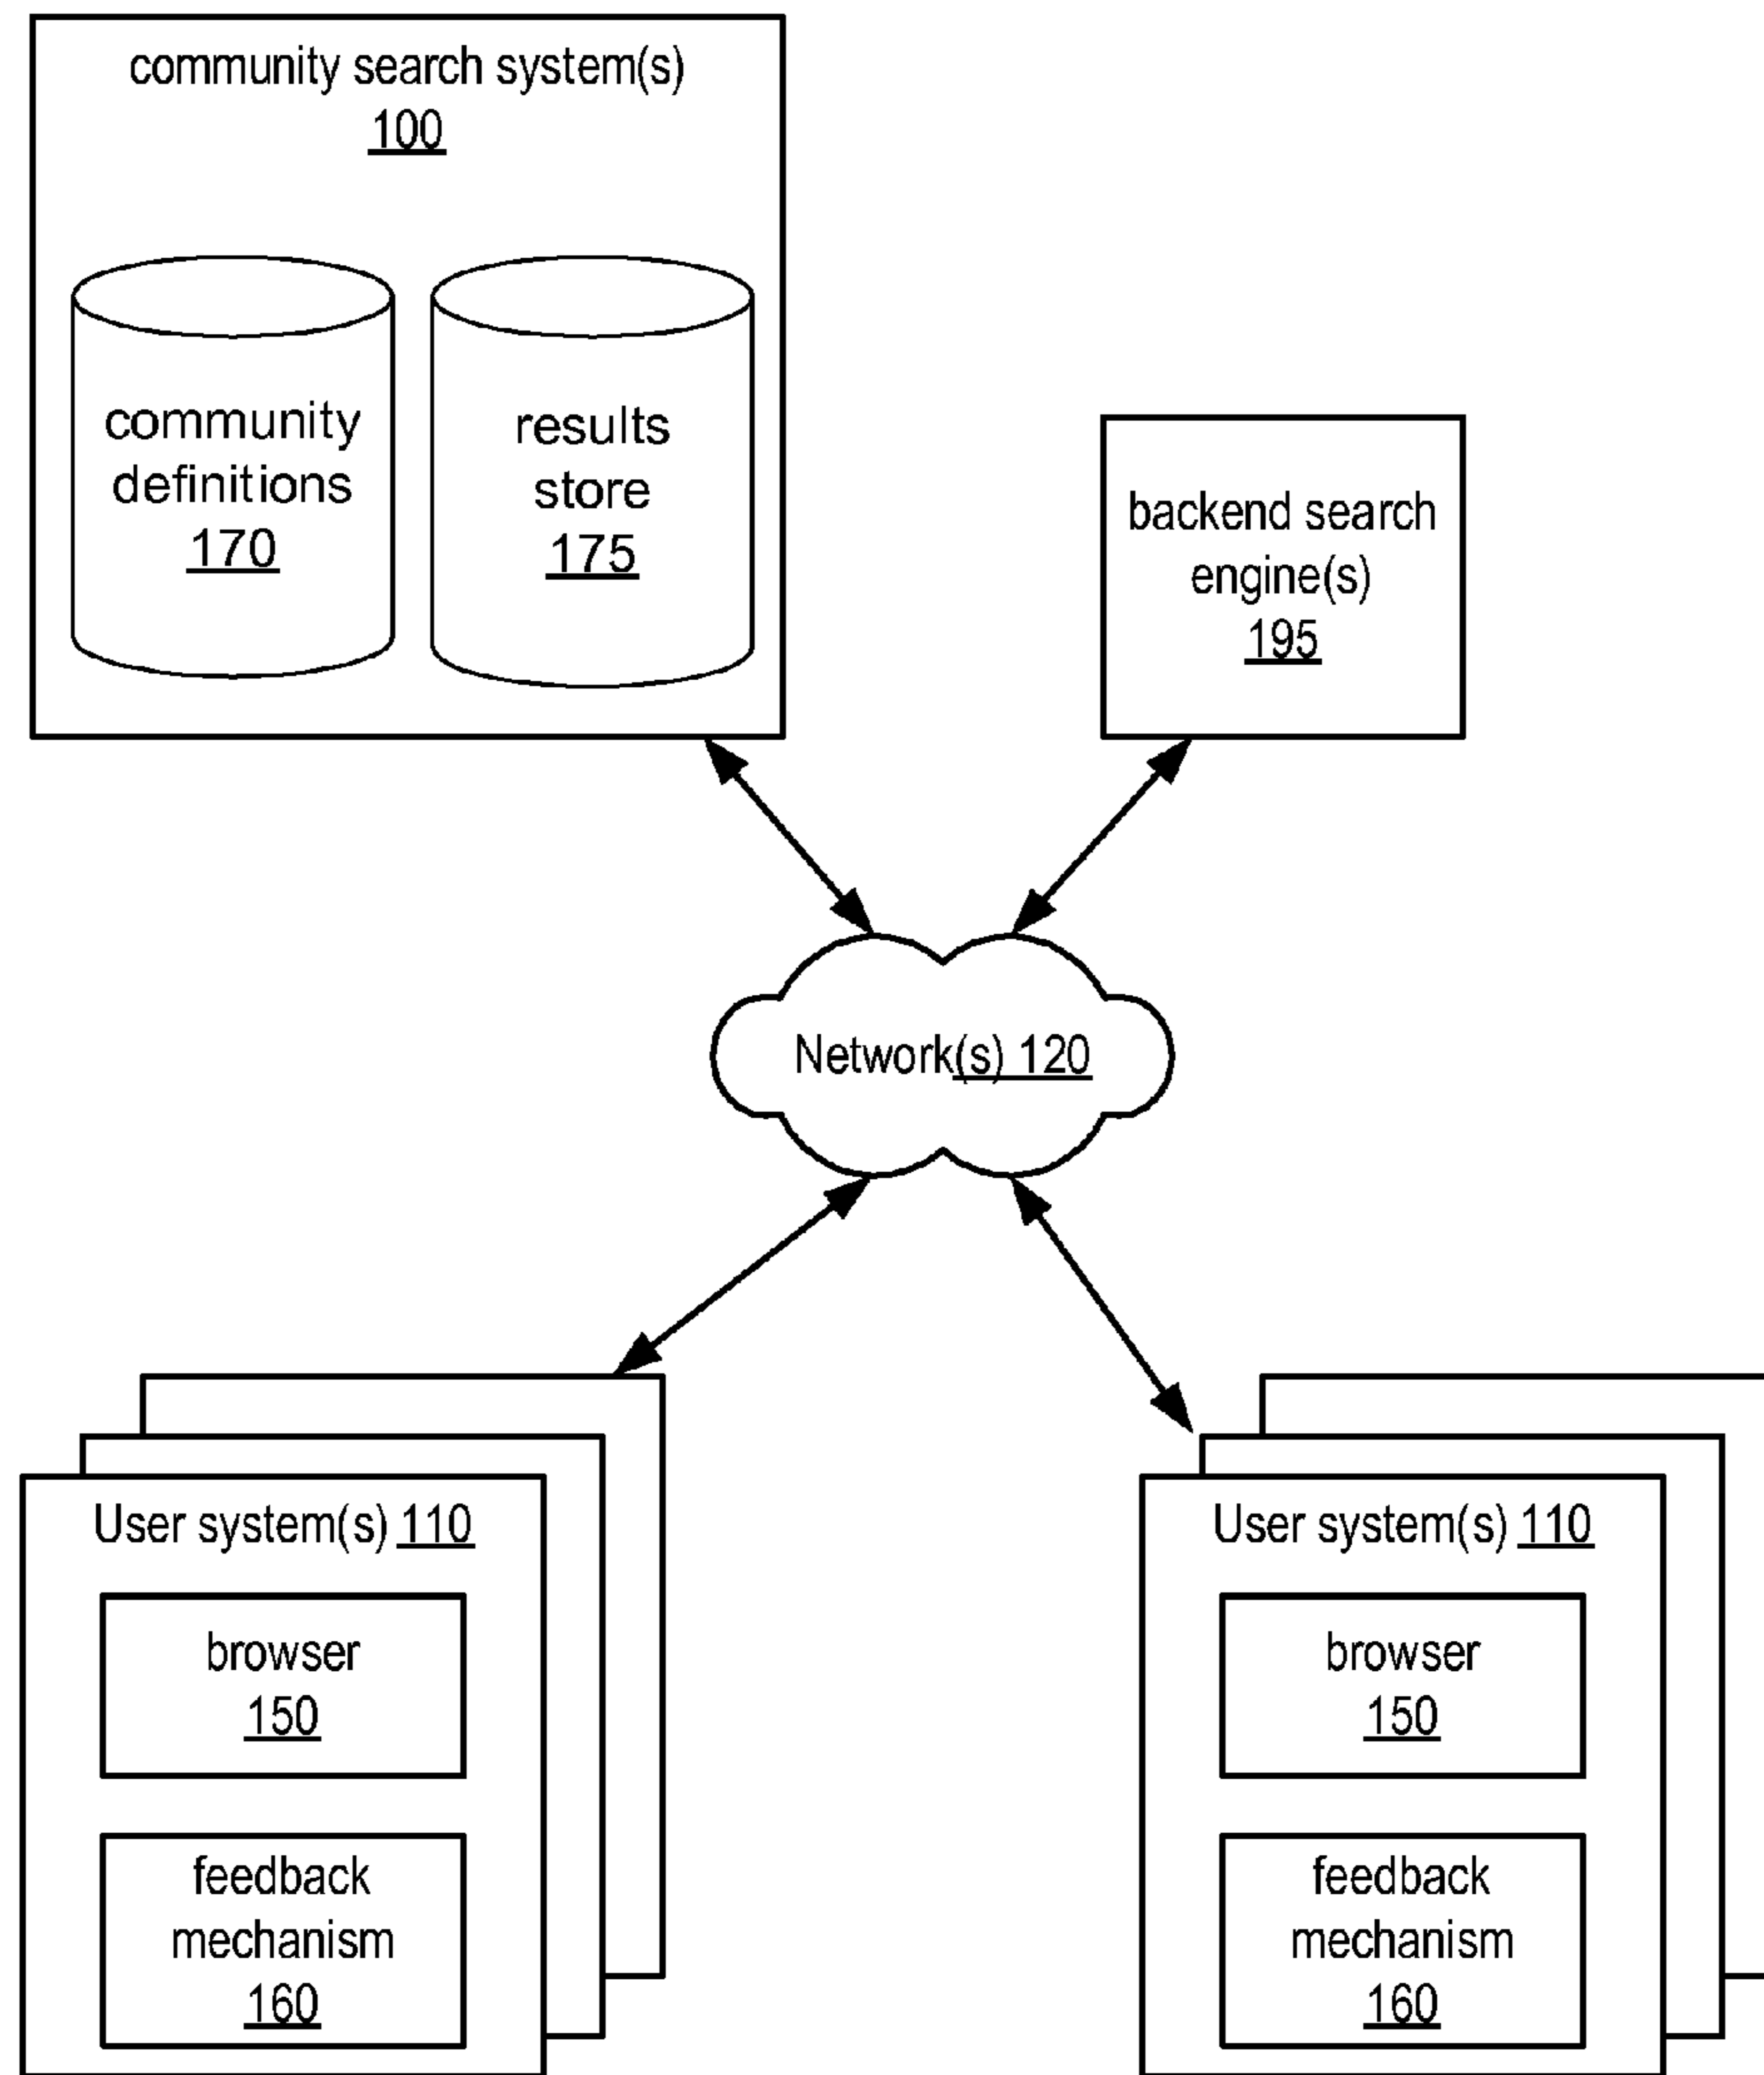 community search system(s)
100
community
definitions
170
results
store
175
backend search
engine(s)
195
Network(s) 120
User system(s) 110
browser
150
feedback
mechanism
160
User system(s) 110
browser
150
feedback
mechanism
160